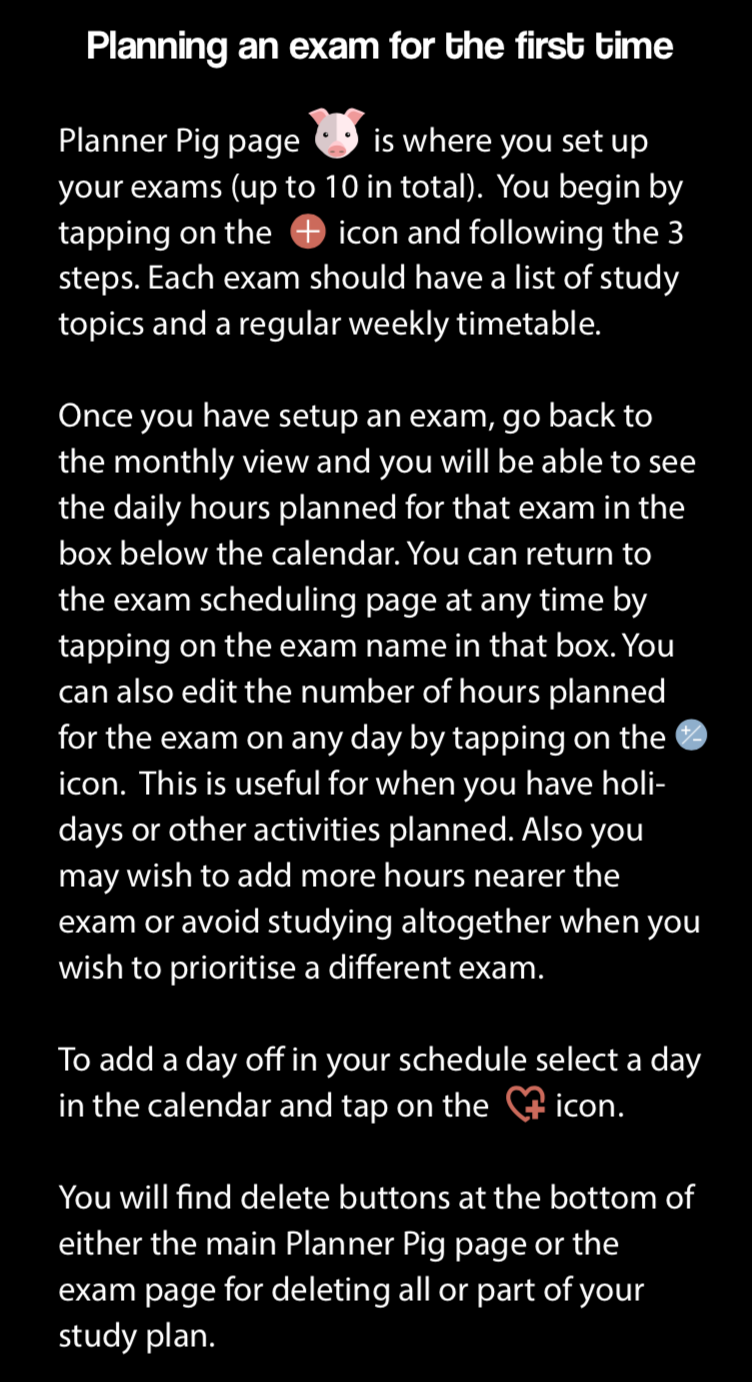 Planning an exam for the first time
Planner Pig page is where you set up
your exams (up to 10 in total).  You begin by
tapping on the icon and following the 3
steps. Each exam should have a list of study
topics and a regular weekly timetable.
Once you have setup an exam, go back to
the monthly view and you will be able to see
the daily hours planned for that exam in the
box below the calendar. You can return to
the exam scheduling page at any time by
tapping on the exam name in that box. You
can also edit the number of hours planned
for the exam on any day by tapping on the
icon.  This is useful for when you have holi-
days or other activities planned. Also you
may wish to add more hours nearer the
exam or avoid studying altogether when you
wish to prioritise a different exam.
To add a day off in your schedule select a day
in the calendar and tap on the icon.
You will find delete buttons at the bottom of
either the main Planner Pig page or the
exam page for deleting all or part of your
study plan.